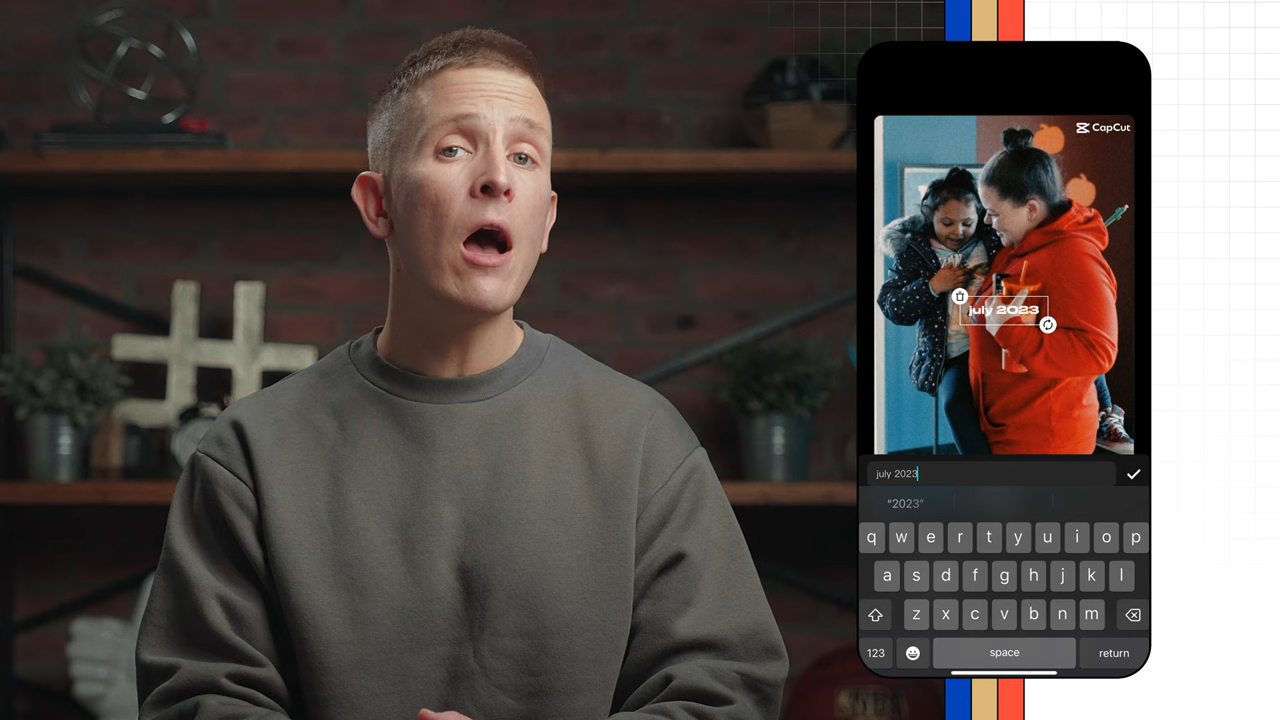 CapCut
july 2023
july 2023
"2023"
q w e r t y u i o p
a s d f g h j k l
z x c v b n m
123 space return